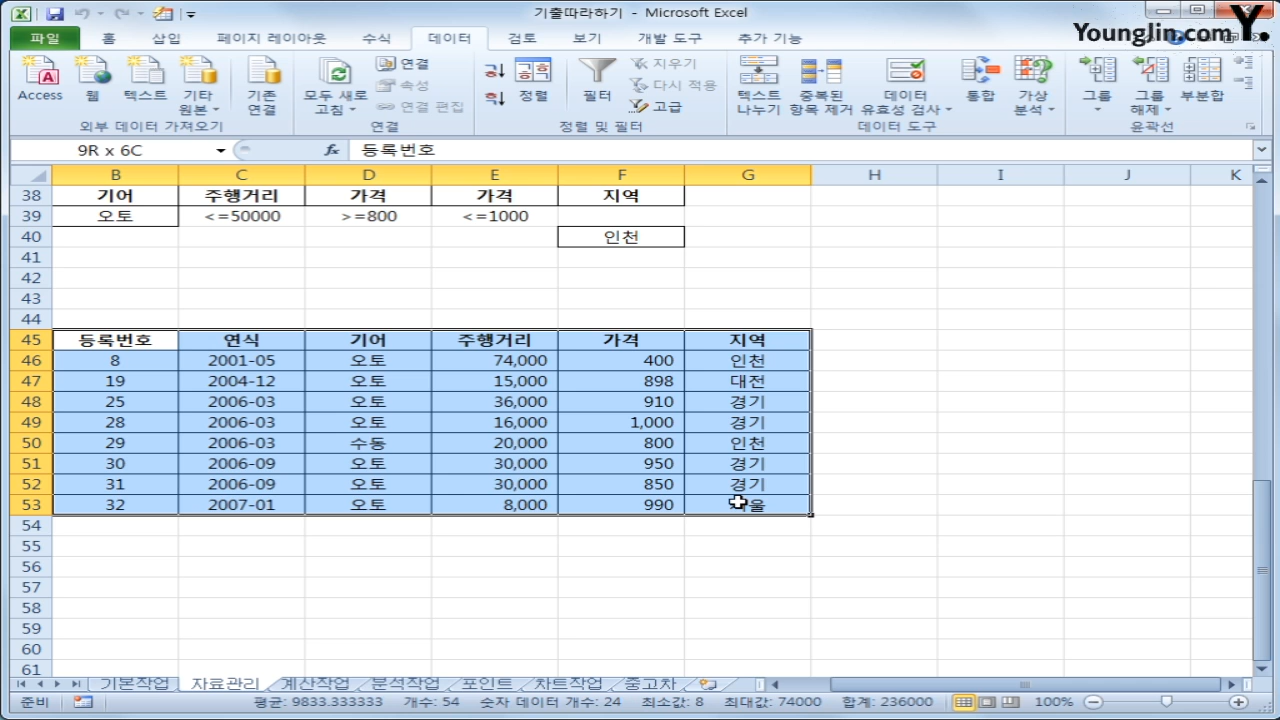 기출따라하기 - Microsoft Excel
Younglin.com Y.
파일 홈 삽입 페이지 레이아웃 수식 데이터 검토 보기 개발 도구 추가 기능
Access 웹 텍스트 기타 원본 기존 연결
외부 데이터 가져오기
모두 새로 고침 연결 속성 연결 편집
연결
정렬 필터 지우기 다시 적용 고급
정렬 및 필터
텍스트 나누기 중복된 항목 제거 데이터 유효성 검사 통합 가상 분석
데이터 도구
그룹 그룹 해제 부분합
윤곽선
9R x 6C fx 등록번호
B C D E F G H I J K
38 기어 주행거리 가격 가격 지역
39 오토 <=50000 >=800 <=1000
40 인천
41
42
43
44
45 등록번호 연식 기어 주행거리 가격 지역
46 8 2001-05 오토 74,000 400 인천
47 19 2004-12 오토 15,000 898 대전
48 25 2006-03 오토 36,000 910 경기
49 28 2006-03 오토 16,000 1,000 경기
50 29 2006-03 수동 20,000 800 인천
51 30 2006-09 오토 30,000 950 경기
52 31 2006-09 오토 30,000 850 경기
53 32 2007-01 오토 8,000 990 울
54
55
56
57
58
59
60
61
기본작업 자료관리 계산작업 분석작업 포인트 차트작업 중고차
준비 평균: 9833.333333 개수: 54 숫자 데이터 개수: 24 최소값: 8 최대값: 74000 합계: 236000 100%